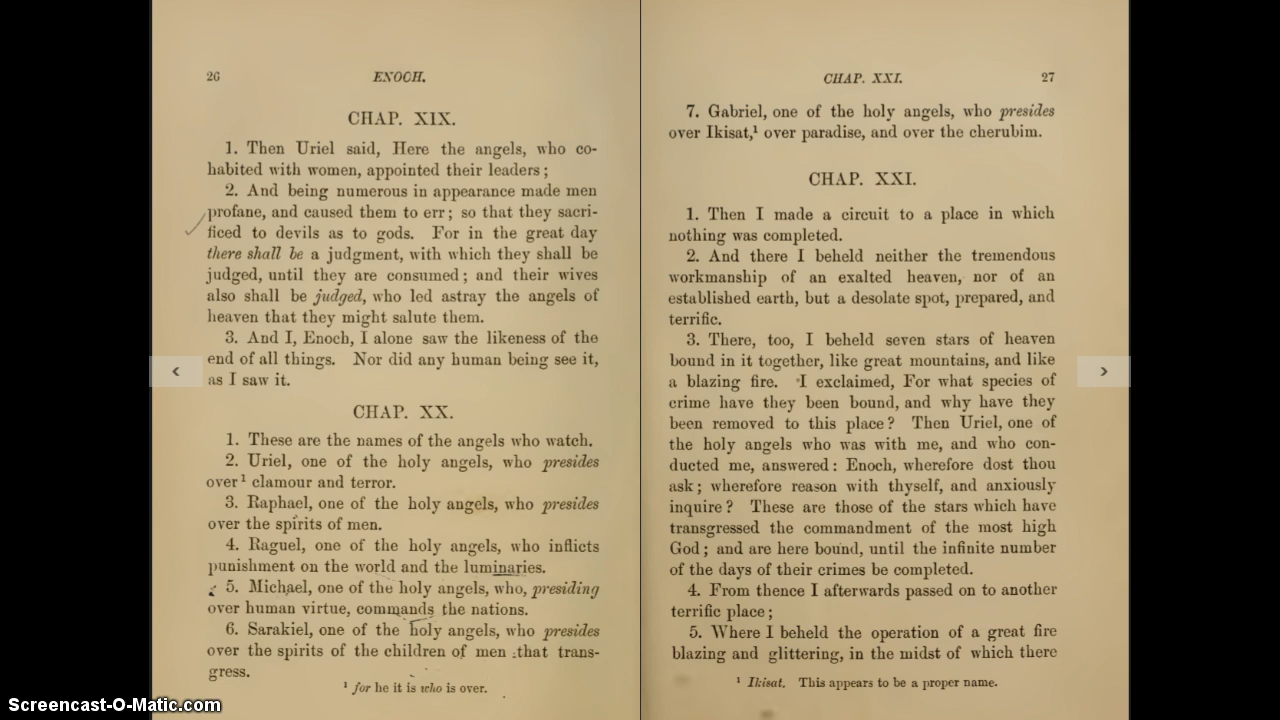 26 ENOCH.
CHAP. XIX.
1. Then Uriel said, Here the angels, who co-
habited with women, appointed their leaders;
2. And being numerous in appearance made men
profane, and caused them to err; so that they sacri-
ficed to devils as to gods. For in the great day
there shall be a judgment, with which they shall be
judged, until they are consumed; and their wives
also shall be judged, who led astray the angels of
heaven that they might salute them.
3. And I, Enoch, I alone saw the likeness of the
end of all things. Nor did any human being see it,
as I saw it.
CHAP. XX.
1. These are the names of the angels who watch.
2. Uriel, one of the holy angels, who presides
over¹ clamour and terror.
3. Raphael, one of the holy angels, who presides
over the spirits of men.
4. Raguel, one of the holy angels, who inflicts
punishment on the world and the luminaries.
5. Michael, one of the holy angels, who, presiding
over human virtue, commands the nations.
6. Sarakiel, one of the holy angels, who presides
over the spirits of the children of men that trans-
gress.
¹ for he it is who is over.
CHAP. XXI. 27
7. Gabriel, one of the holy angels, who presides
over Ikisat,¹ over paradise, and over the cherubim.
CHAP. XXI.
1. Then I made a circuit to a place in which
nothing was completed.
2. And there I beheld neither the tremendous
workmanship of an exalted heaven, nor of an
established earth, but a desolate spot, prepared, and
terrific.
3. There, too, I beheld seven stars of heaven
bound in it together, like great mountains, and like
a blazing fire. I exclaimed, For what species of
crime have they been bound, and why have they
been removed to this place? Then Uriel, one of
the holy angels who was with me, and who con-
ducted me, answered: Enoch, wherefore dost thou
ask; wherefore reason with thyself, and anxiously
inquire? These are those of the stars which have
transgressed the commandment of the most high
God; and are here bound, until the infinite number
of the days of their crimes be completed.
4. From thence I afterwards passed on to another
terrific place;
5. Where I beheld the operation of a great fire
blazing and glittering, in the midst of which there
¹ Ikisat. This appears to be a proper name.
Screencast-O-Matic.com